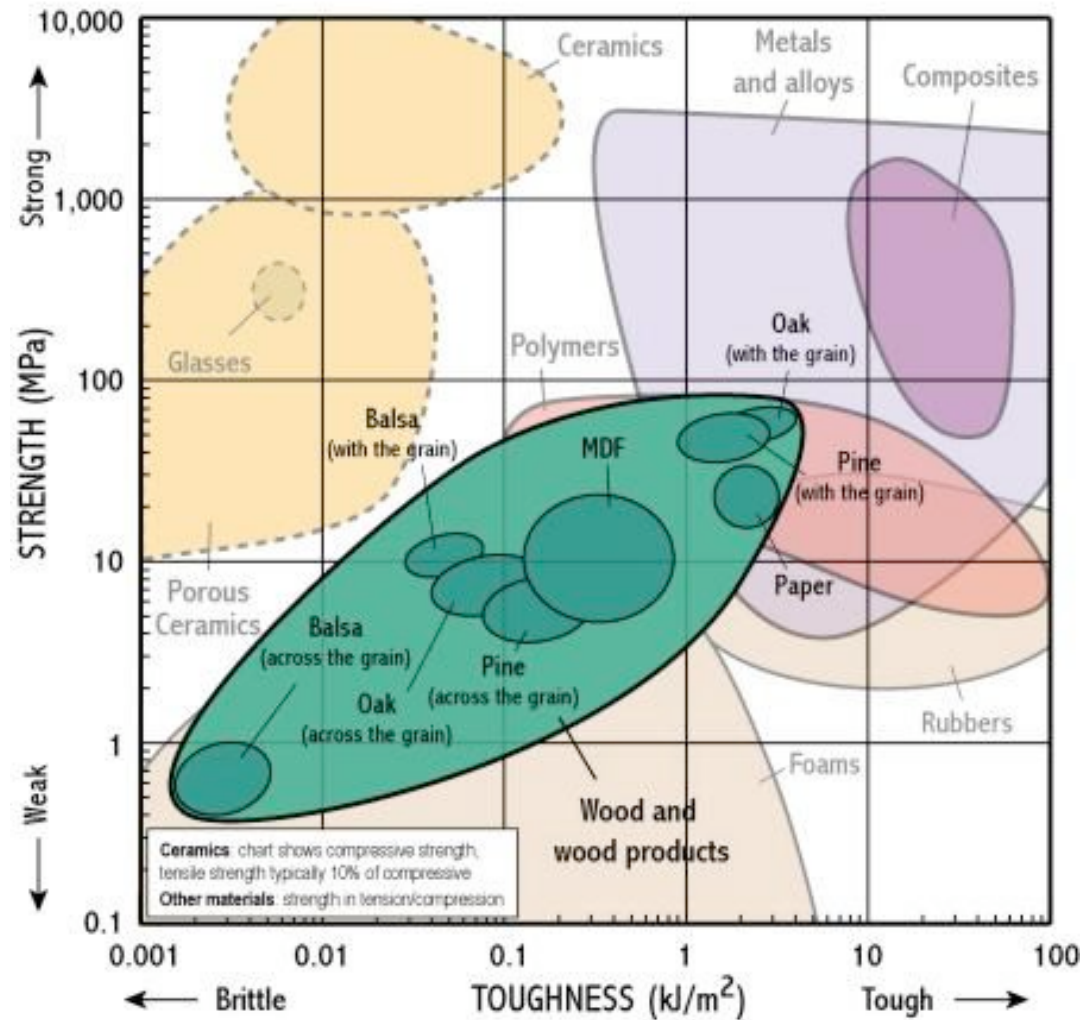 10,000
1,000
100
10
1
0.1
Strong
STRENGTH (MPa)
Weak
Ceramics
Metals
and alloys
Composites
Glasses
Polymers
Oak
(with the grain)
Balsa
(with the grain)
MDF
Pine
(with the grain)
Paper
Porous
Ceramics
Balsa
(across the grain)
Oak
(across the grain)
Pine
(across the grain)
Rubbers
Foams
Wood and
wood products
Ceramics: chart shows compressive strength,
tensile strength typically 10% of compressive
Other materials: strength in tension/compression
0.001
0.01
0.1
1
10
100
Brittle
TOUGHNESS (kJ/m²)
Tough